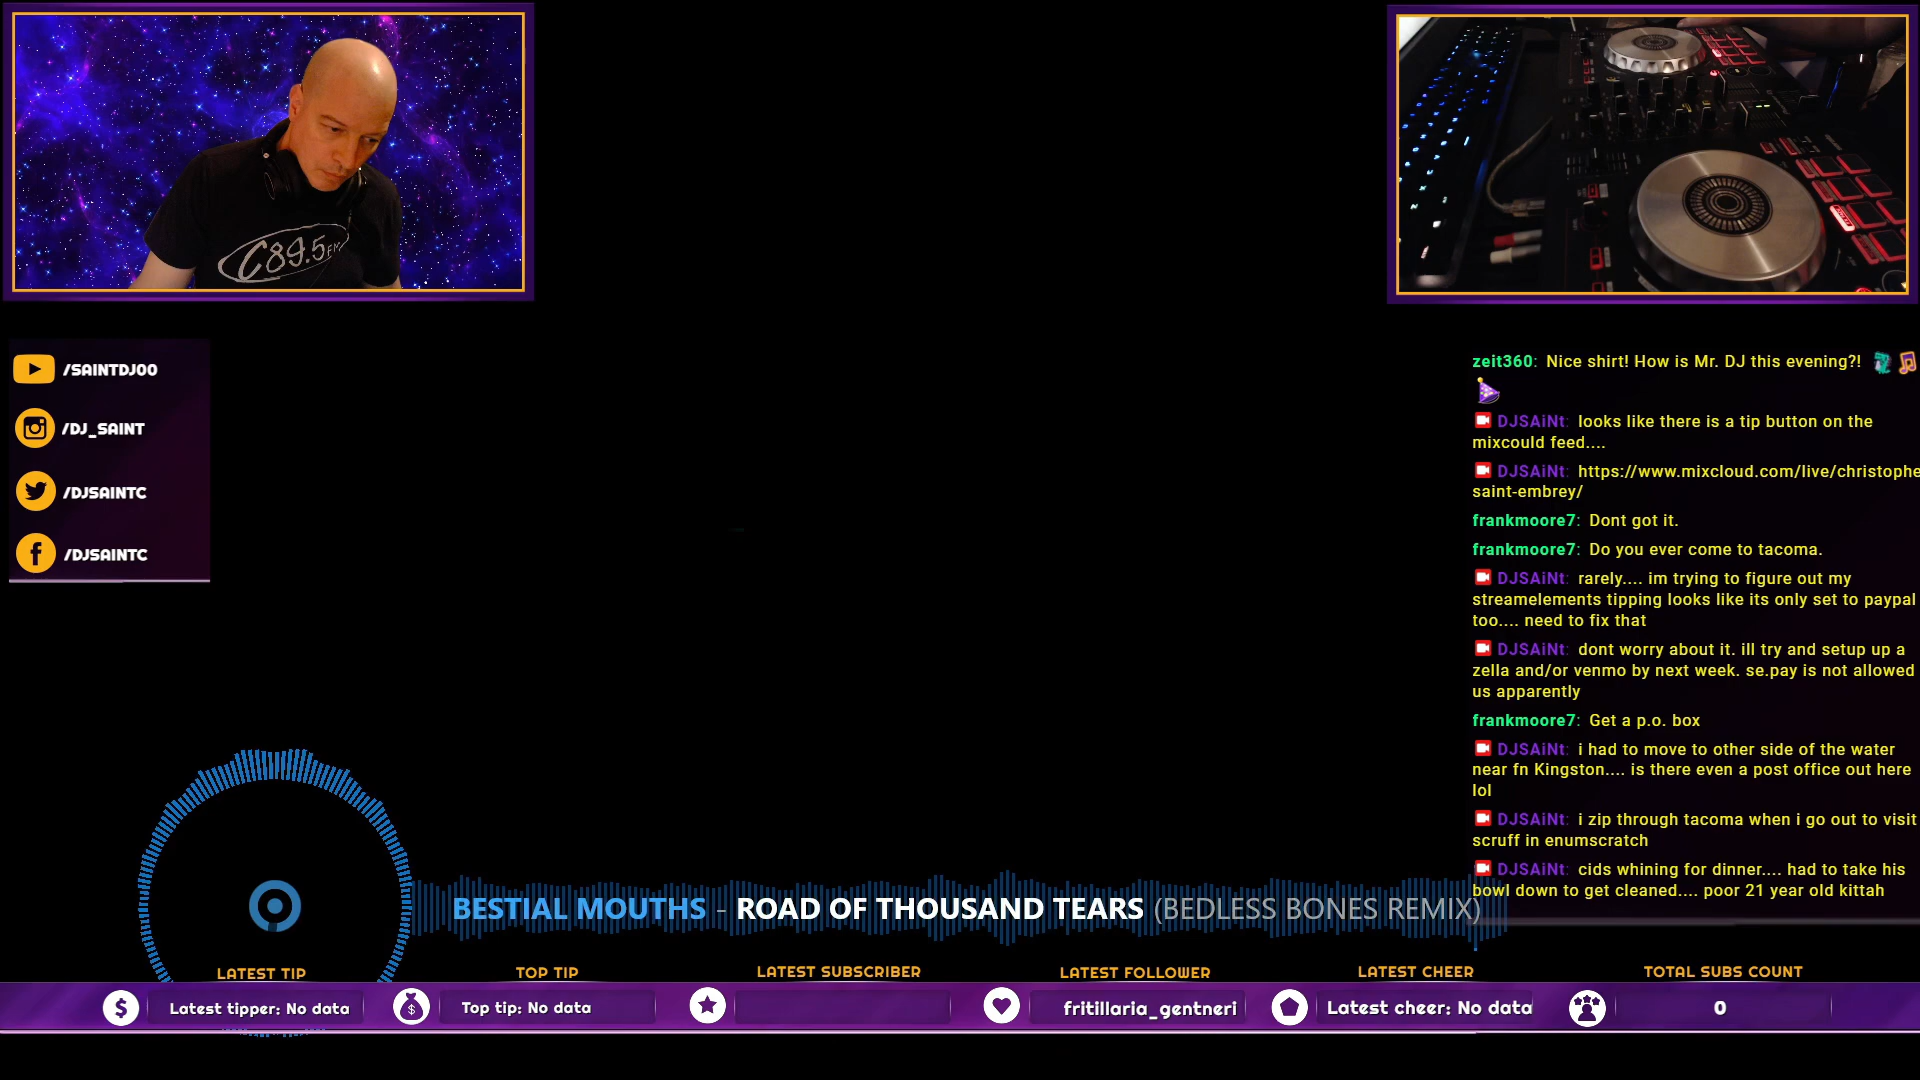 C89.5 FM
/SAINTDJ00
/DJ_SAINT
/DJSAINTC
/DJSAINTC
zeit360: Nice shirt! How is Mr. DJ this evening?!
DJSAiNt: looks like there is a tip button on the
mixcould feed....
DJSAiNt: https://www.mixcloud.com/live/christophe
saint-embrey/
frankmoore7: Dont got it.
frankmoore7: Do you ever come to tacoma.
DJSAiNt: rarely.... im trying to figure out my
streamelements tipping looks like its only set to paypal
too.... need to fix that
DJSAiNt: dont worry about it. ill try and setup up a
zella and/or venmo by next week. se.pay is not allowed
us apparently
frankmoore7: Get a p.o. box
DJSAiNt: i had to move to other side of the water
near fn Kingston.... is there even a post office out here
lol
DJSAiNt: i zip through tacoma when i go out to visit
scruff in enumscratch
DJSAiNt: cids whining for dinner.... had to take his
bowl down to get cleaned.... poor 21 year old kittah
BESTIAL MOUTHS - ROAD OF THOUSAND TEARS (BEDLESS BONES REMIX)
LATEST TIP
TOP TIP
LATEST SUBSCRIBER
LATEST FOLLOWER
LATEST CHEER
TOTAL SUBS COUNT
Latest tipper: No data
Top tip: No data
fritillaria_gentneri
Latest cheer: No data
0